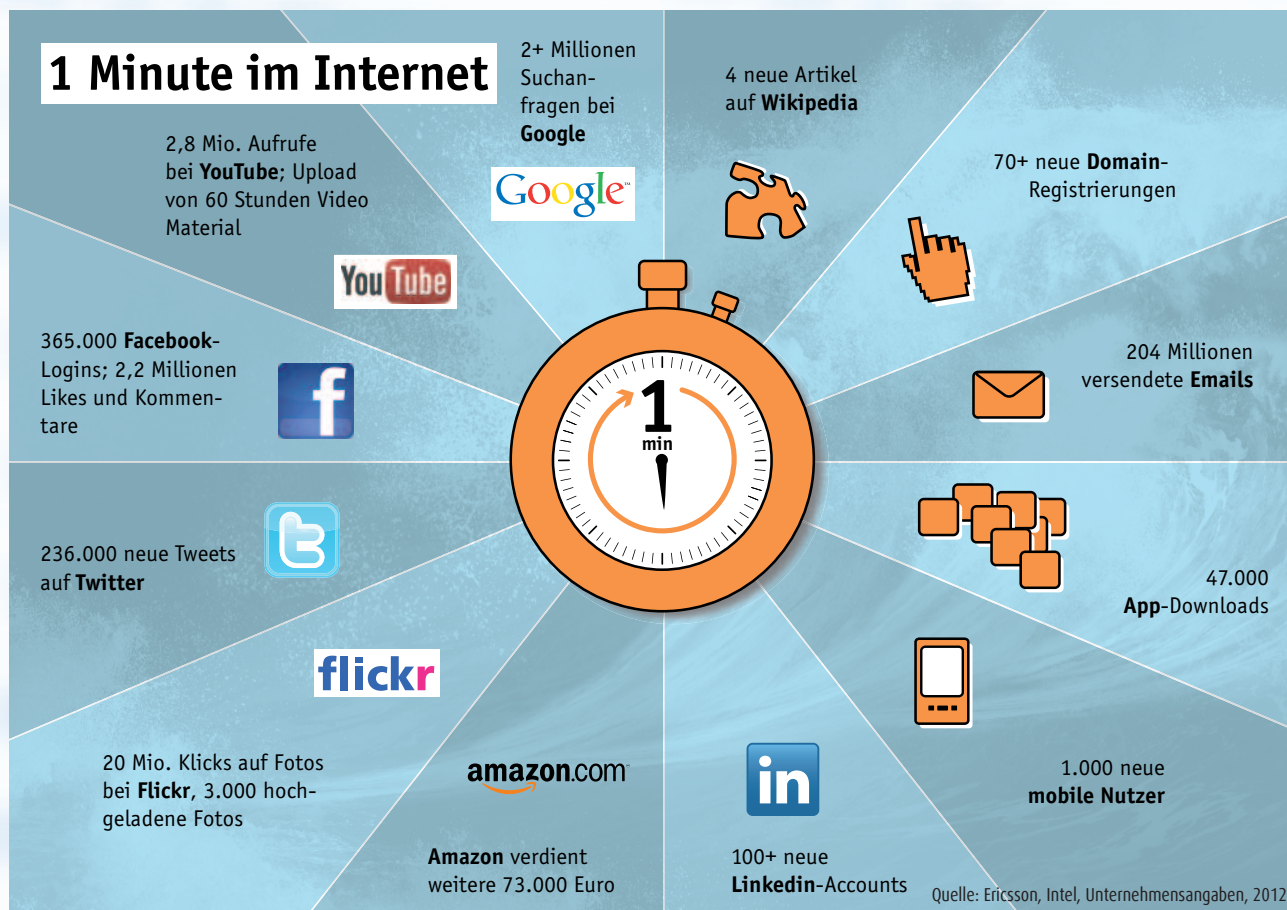 1 Minute im Internet
2+ Millionen
Suchan-
fragen bei
Google
Google™
4 neue Artikel
auf Wikipedia
70+ neue Domain-
Registrierungen
204 Millionen
versendete Emails
47.000
App-Downloads
1.000 neue
mobile Nutzer
in
100+ neue
Linkedin-Accounts
amazon.com
Amazon verdient
weitere 73.000 Euro
flickr
20 Mio. Klicks auf Fotos
bei Flickr, 3.000 hoch-
geladene Fotos
t
236.000 neue Tweets
auf Twitter
365.000 Facebook-
Logins; 2,2 Millionen
Likes und Kommen-
tare
f
2,8 Mio. Aufrufe
bei YouTube; Upload
von 60 Stunden Video
Material
YouTube
1
min
Quelle: Ericsson, Intel, Unternehmensangaben, 2012